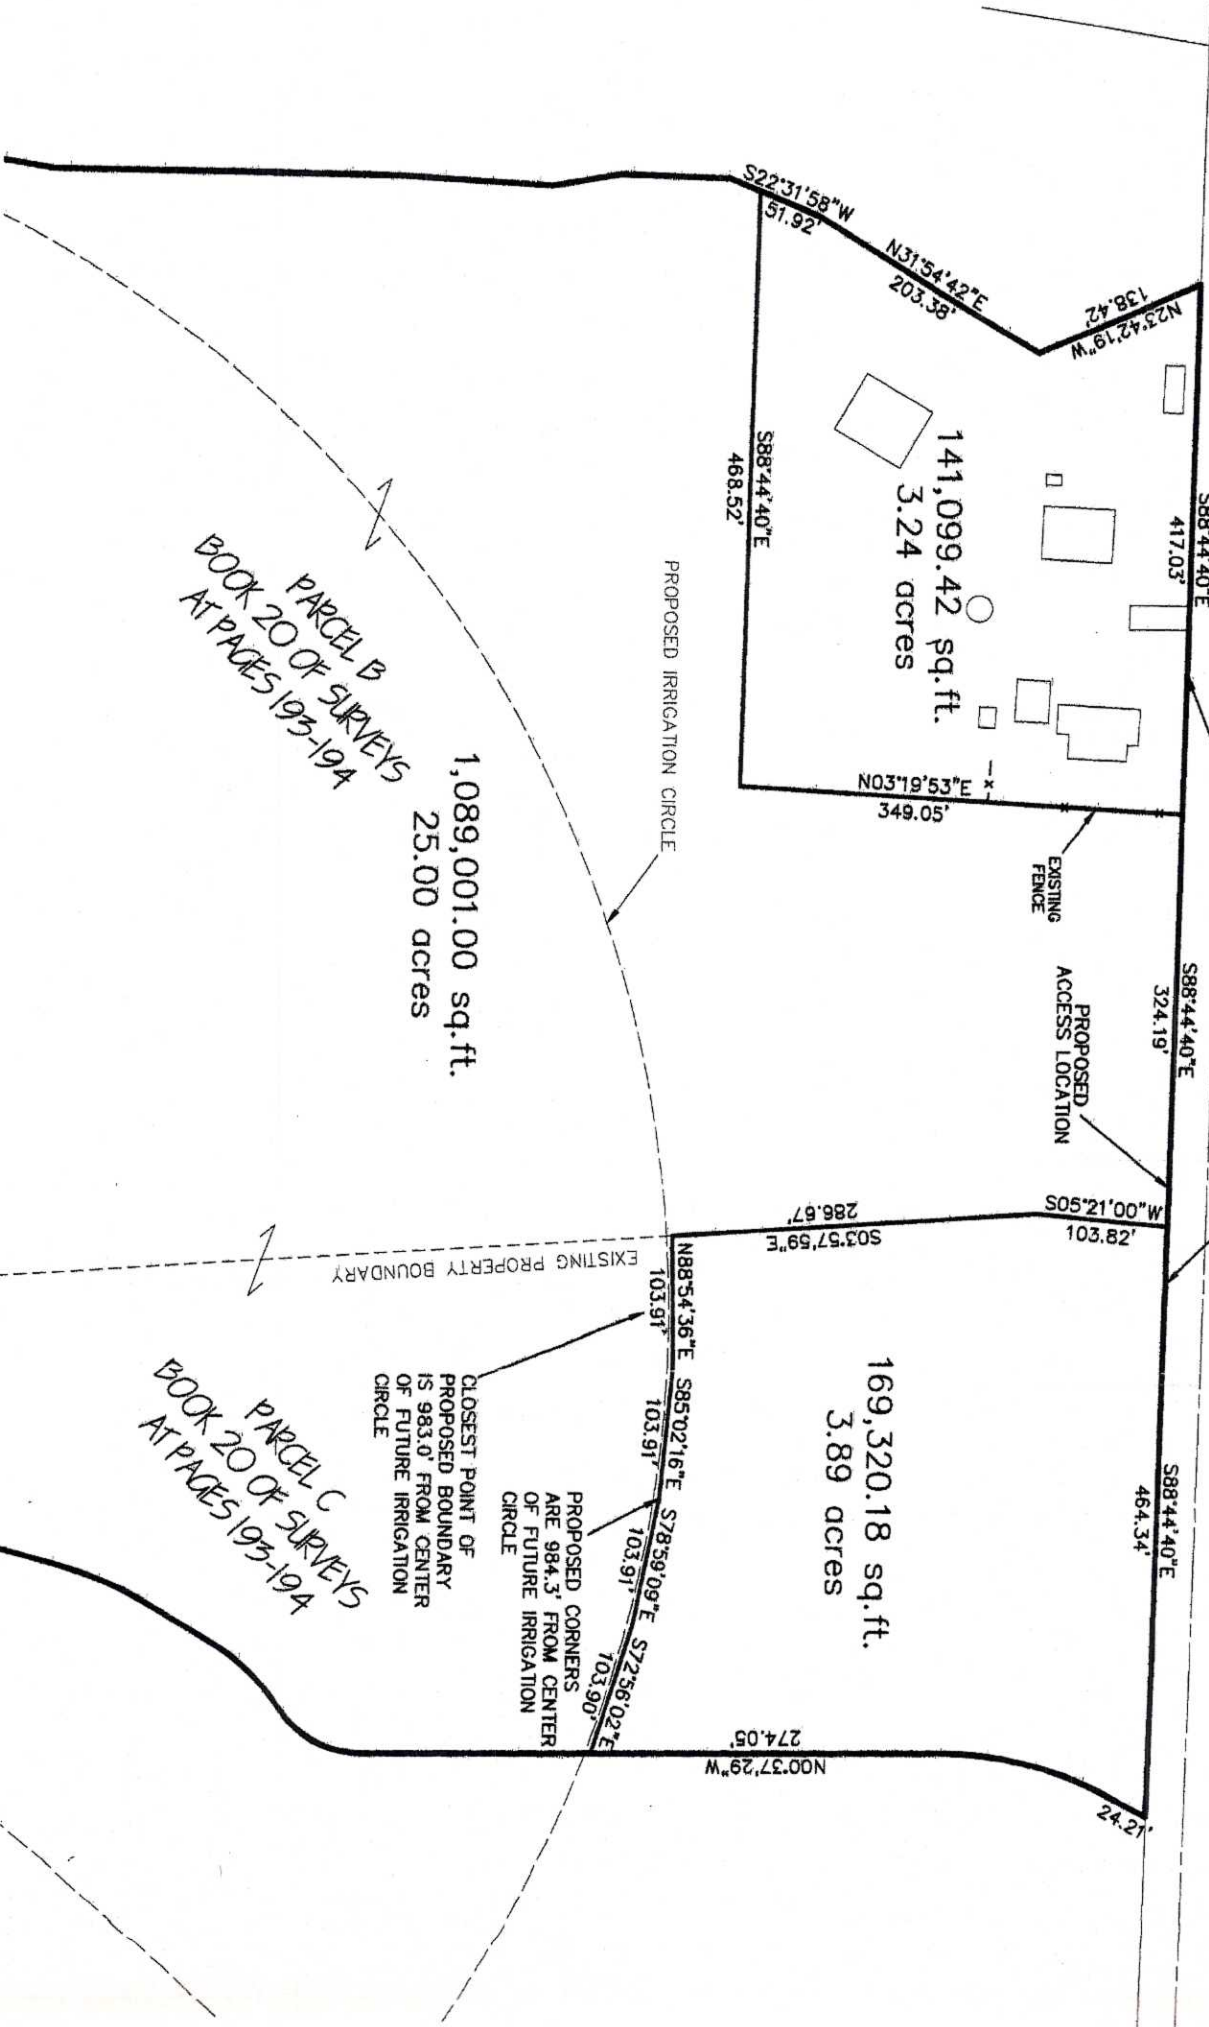 S88°44'40"E
417.03'
N23°42'19"W
138.42'
N31°54'42"E
203.38'
S22°31'58"W
51.92'
S88°44'40"E
468.52'
141,099.42 sq.ft.
3.24 acres
N03°19'53"E
349.05'
EXISTING
FENCE
S88°44'40"E
324.19'
PROPOSED
ACCESS LOCATION
S05°21'00"W
103.82'
S03°57'59"E
286.67'
PROPOSED IRRIGATION CIRCLE
1,089,001.00 sq.ft.
25.00 acres
PARCEL B
BOOK 20 OF SURVEYS
AT PAGES 193-194
EXISTING PROPERTY BOUNDARY
S88°44'40"E
464.34'
169,320.18 sq.ft.
3.89 acres
N88°54'36"E
103.91'
S85°02'16"E
103.91'
S78°59'09"E
103.91'
S72°56'02"E
103.90'
N00°37'29"W
274.05'
24.21'
PROPOSED CORNERS
ARE 984.3' FROM CENTER
OF FUTURE IRRIGATION
CIRCLE
CLOSEST POINT OF
PROPOSED BOUNDARY
IS 983.0' FROM CENTER
OF FUTURE IRRIGATION
CIRCLE
PARCEL C
BOOK 20 OF SURVEYS
AT PAGES 193-194